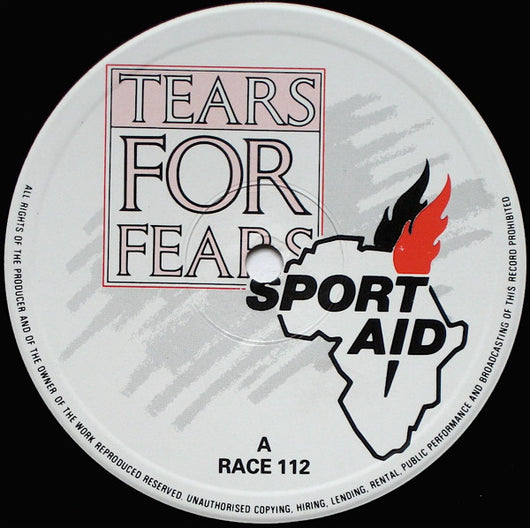 TEARS
FOR
FEARS
SPORT
AID
A
RACE 112
ALL RIGHTS OF THE PRODUCER AND OF THE OWNER OF THE WORK REPRODUCED RESERVED. UNAUTHORISED COPYING, HIRING, LENDING, RENTAL, PUBLIC PERFORMANCE AND BROADCASTING OF THIS RECORD PROHIBITED